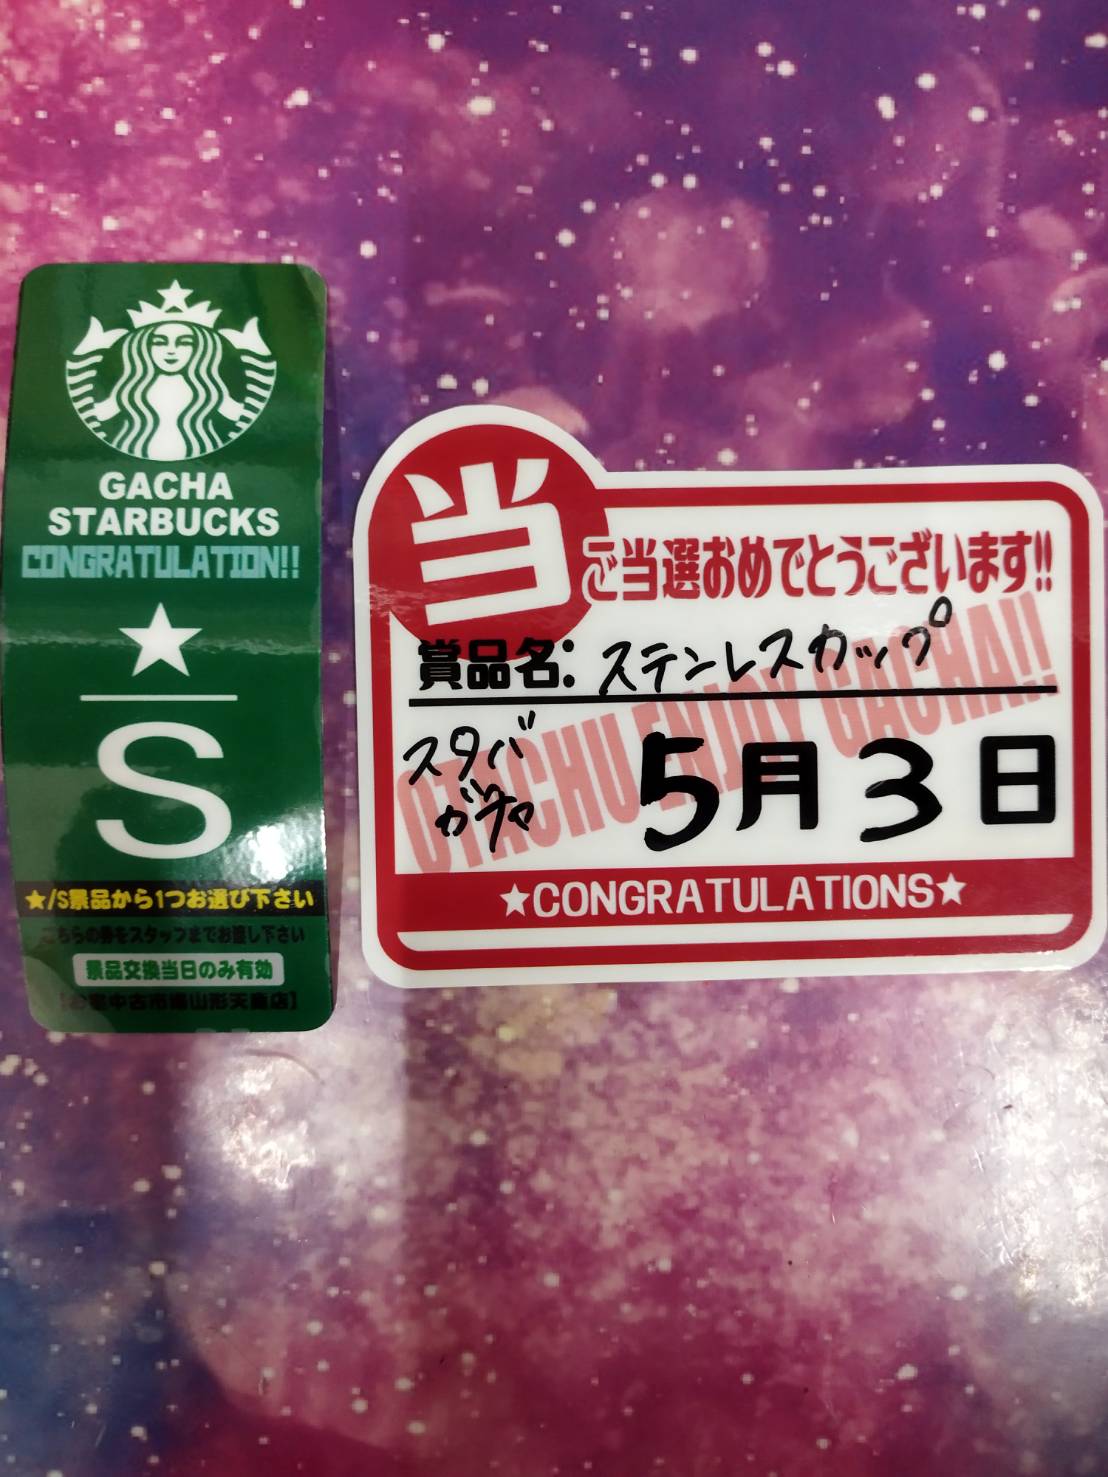 GACHA
STARBUCKS
CONGRATULATION!!
★
S
★/S景品から1つお選び下さい
こちらの券をスタッフまでお渡し下さい
景品交換当日のみ有効
当
ご当選おめでとうございます!!
賞品名：ステンレスカップ
スタバ
ガチャ
5月3日
OTACHU ENJOY GACHA!!
★CONGRATULATIONS★